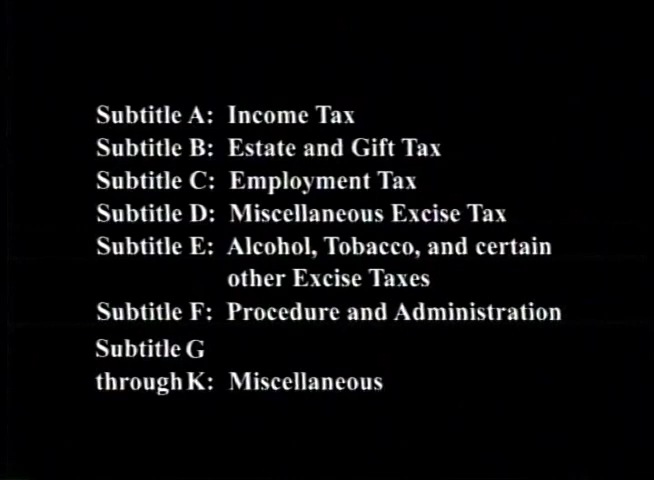 Subtitle A: Income Tax
Subtitle B: Estate and Gift Tax
Subtitle C: Employment Tax
Subtitle D: Miscellaneous Excise Tax
Subtitle E: Alcohol, Tobacco, and certain
other Excise Taxes
Subtitle F: Procedure and Administration
Subtitle G
through K: Miscellaneous